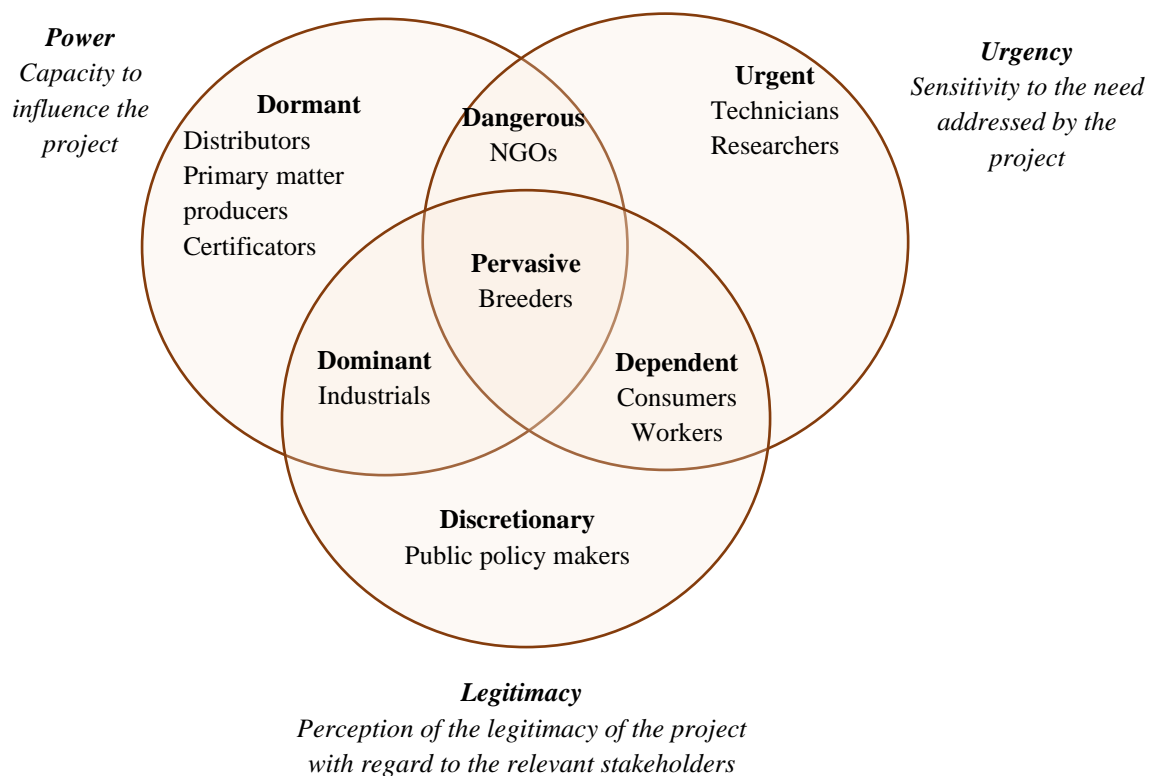 Power
Capacity to
influence the
project
Urgency
Sensitivity to the need
addressed by the
project
Dormant
Distributors
Primary matter
producers
Certificators
Dangerous
NGOs
Urgent
Technicians
Researchers
Pervasive
Breeders
Dominant
Industrials
Dependent
Consumers
Workers
Discretionary
Public policy makers
Legitimacy
Perception of the legitimacy of the project
with regard to the relevant stakeholders